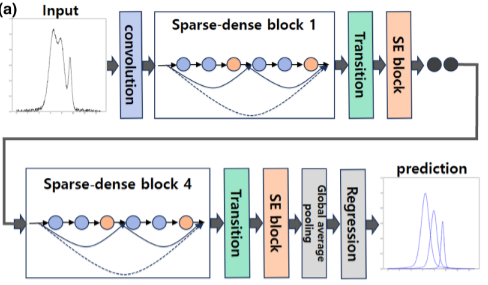 (a)
Input
convolution
Sparse-dense block 1
Transition
SE block
Sparse-dense block 4
Transition
SE block
Global average
pooling
Regression
prediction